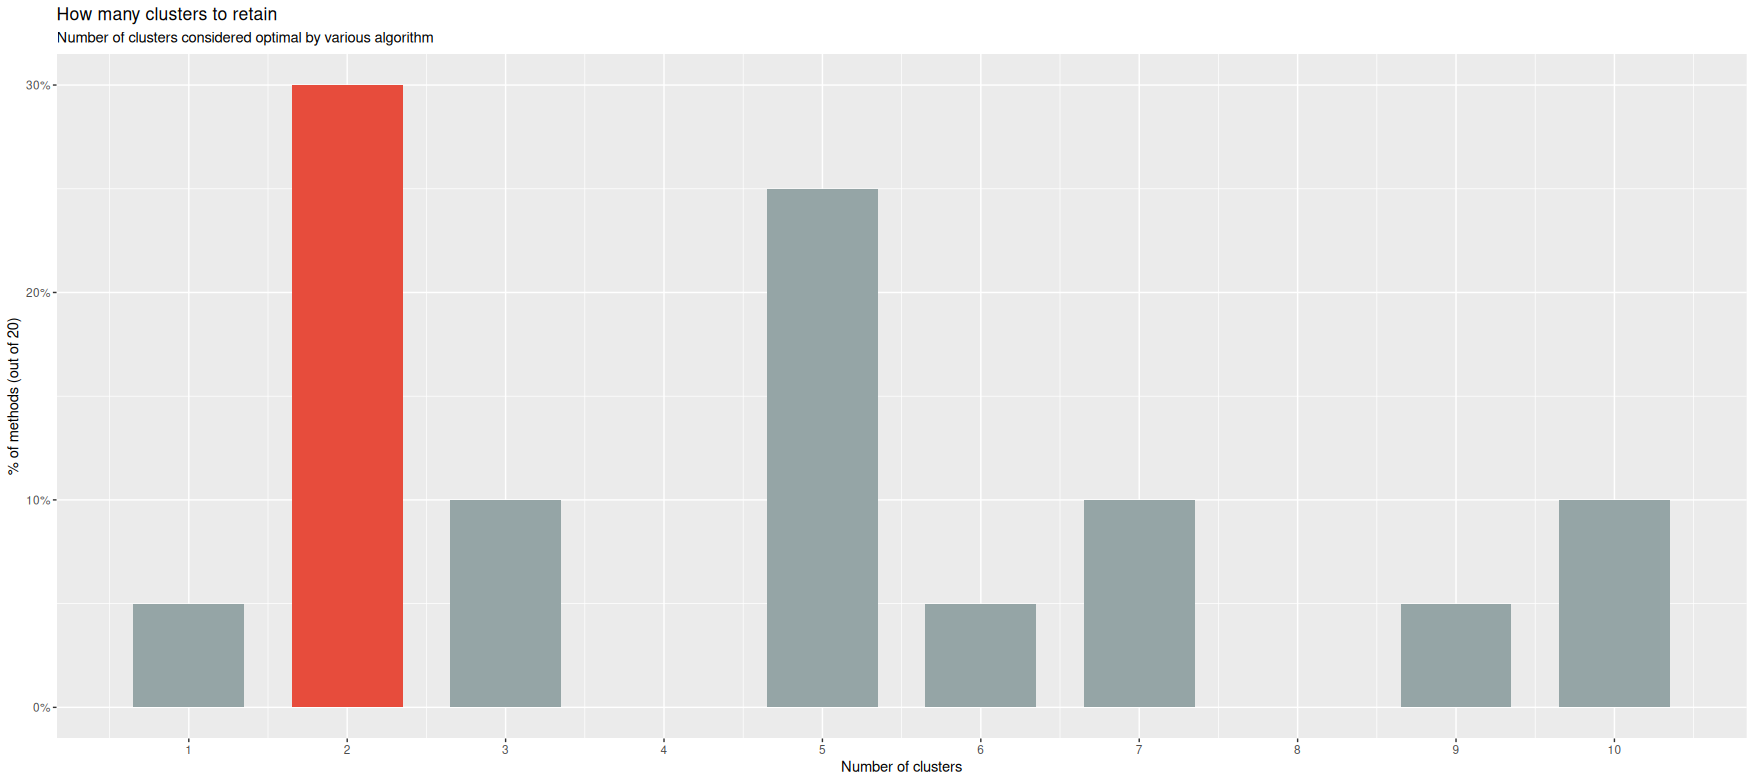 How many clusters to retain
Number of clusters considered optimal by various algorithm
30%
20%
10%
0%
% of methods (out of 20)
1 2 3 4 5 6 7 8 9 10
Number of clusters